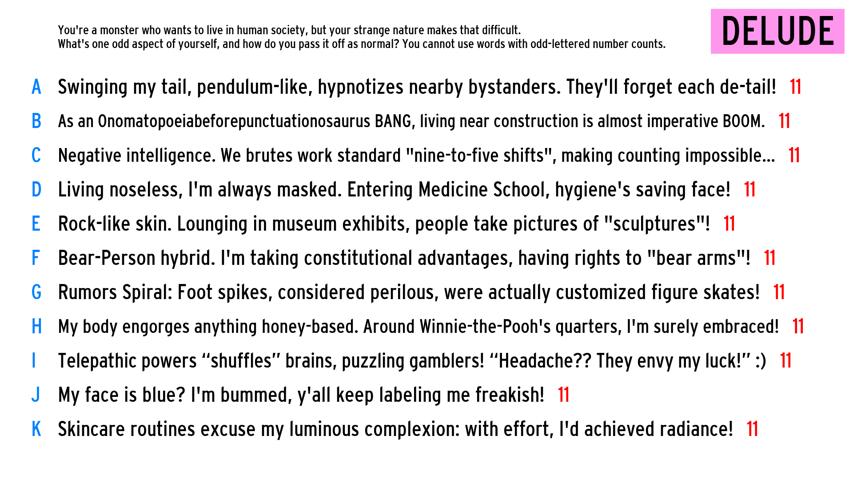 You're a monster who wants to live in human society, but your strange nature makes that difficult.
What's one odd aspect of yourself, and how do you pass it off as normal? You cannot use words with odd-lettered number counts.
DELUDE
A Swinging my tail, pendulum-like, hypnotizes nearby bystanders. They'll forget each de-tail! 11
B As an Onomatopoeiabeforepunctuationosaurus BANG, living near construction is almost imperative BOOM. 11
C Negative intelligence. We brutes work standard "nine-to-five shifts", making counting impossible... 11
D Living noseless, I'm always masked. Entering Medicine School, hygiene's saving face! 11
E Rock-like skin. Lounging in museum exhibits, people take pictures of "sculptures"! 11
F Bear-Person hybrid. I'm taking constitutional advantages, having rights to "bear arms"! 11
G Rumors Spiral: Foot spikes, considered perilous, were actually customized figure skates! 11
H My body engorges anything honey-based. Around Winnie-the-Pooh's quarters, I'm surely embraced! 11
I Telepathic powers “shuffles” brains, puzzling gamblers! “Headache?? They envy my luck!” :) 11
J My face is blue? I'm bummed, y'all keep labeling me freakish! 11
K Skincare routines excuse my luminous complexion: with effort, I'd achieved radiance! 11